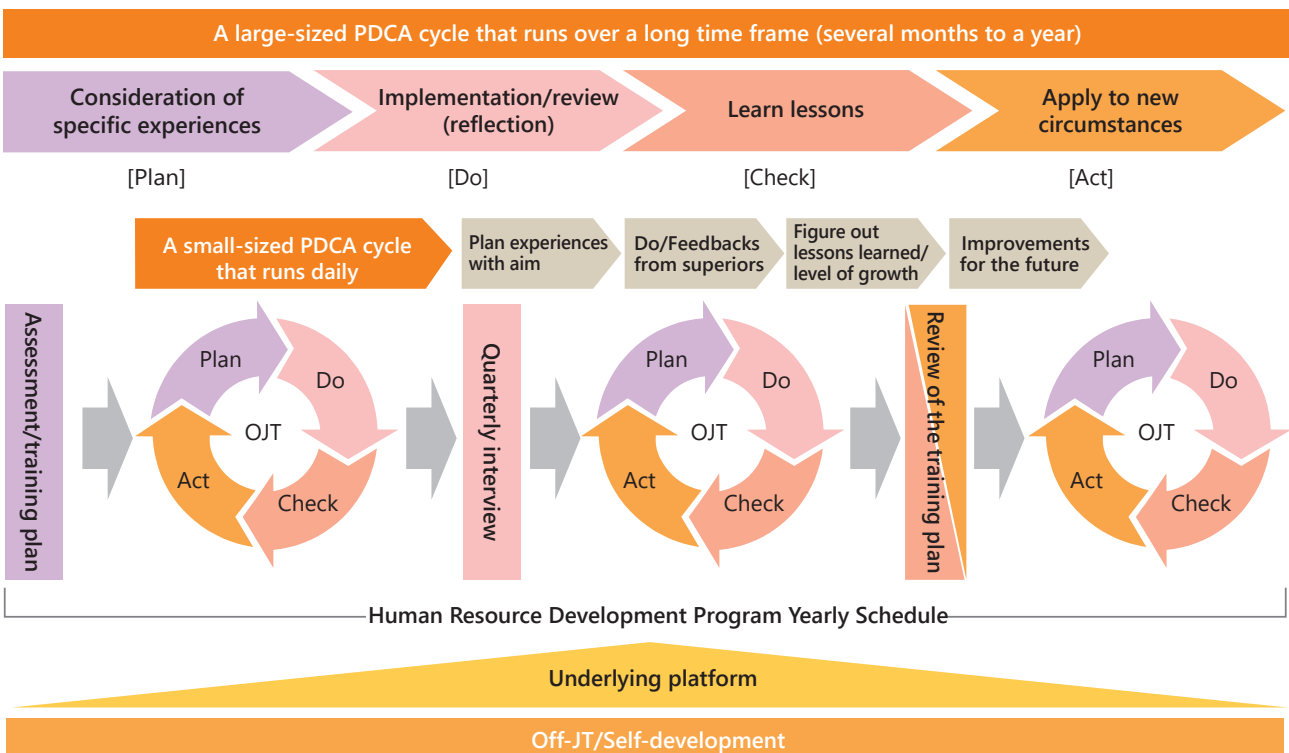 A large-sized PDCA cycle that runs over a long time frame (several months to a year)
Consideration of
specific experiences
Implementation/review
(reflection)
Learn lessons
Apply to new
circumstances
[Plan]
[Do]
[Check]
[Act]
A small-sized PDCA cycle
that runs daily
Plan experiences
with aim
Do/Feedbacks
from superiors
Figure out
lessons learned/
level of growth
Improvements
for the future
Assessment/training plan
Plan
Do
OJT
Act
Check
Quarterly interview
Plan
Do
OJT
Act
Check
Review of the training plan
Plan
Do
OJT
Act
Check
Human Resource Development Program Yearly Schedule
Underlying platform
Off-JT/Self-development